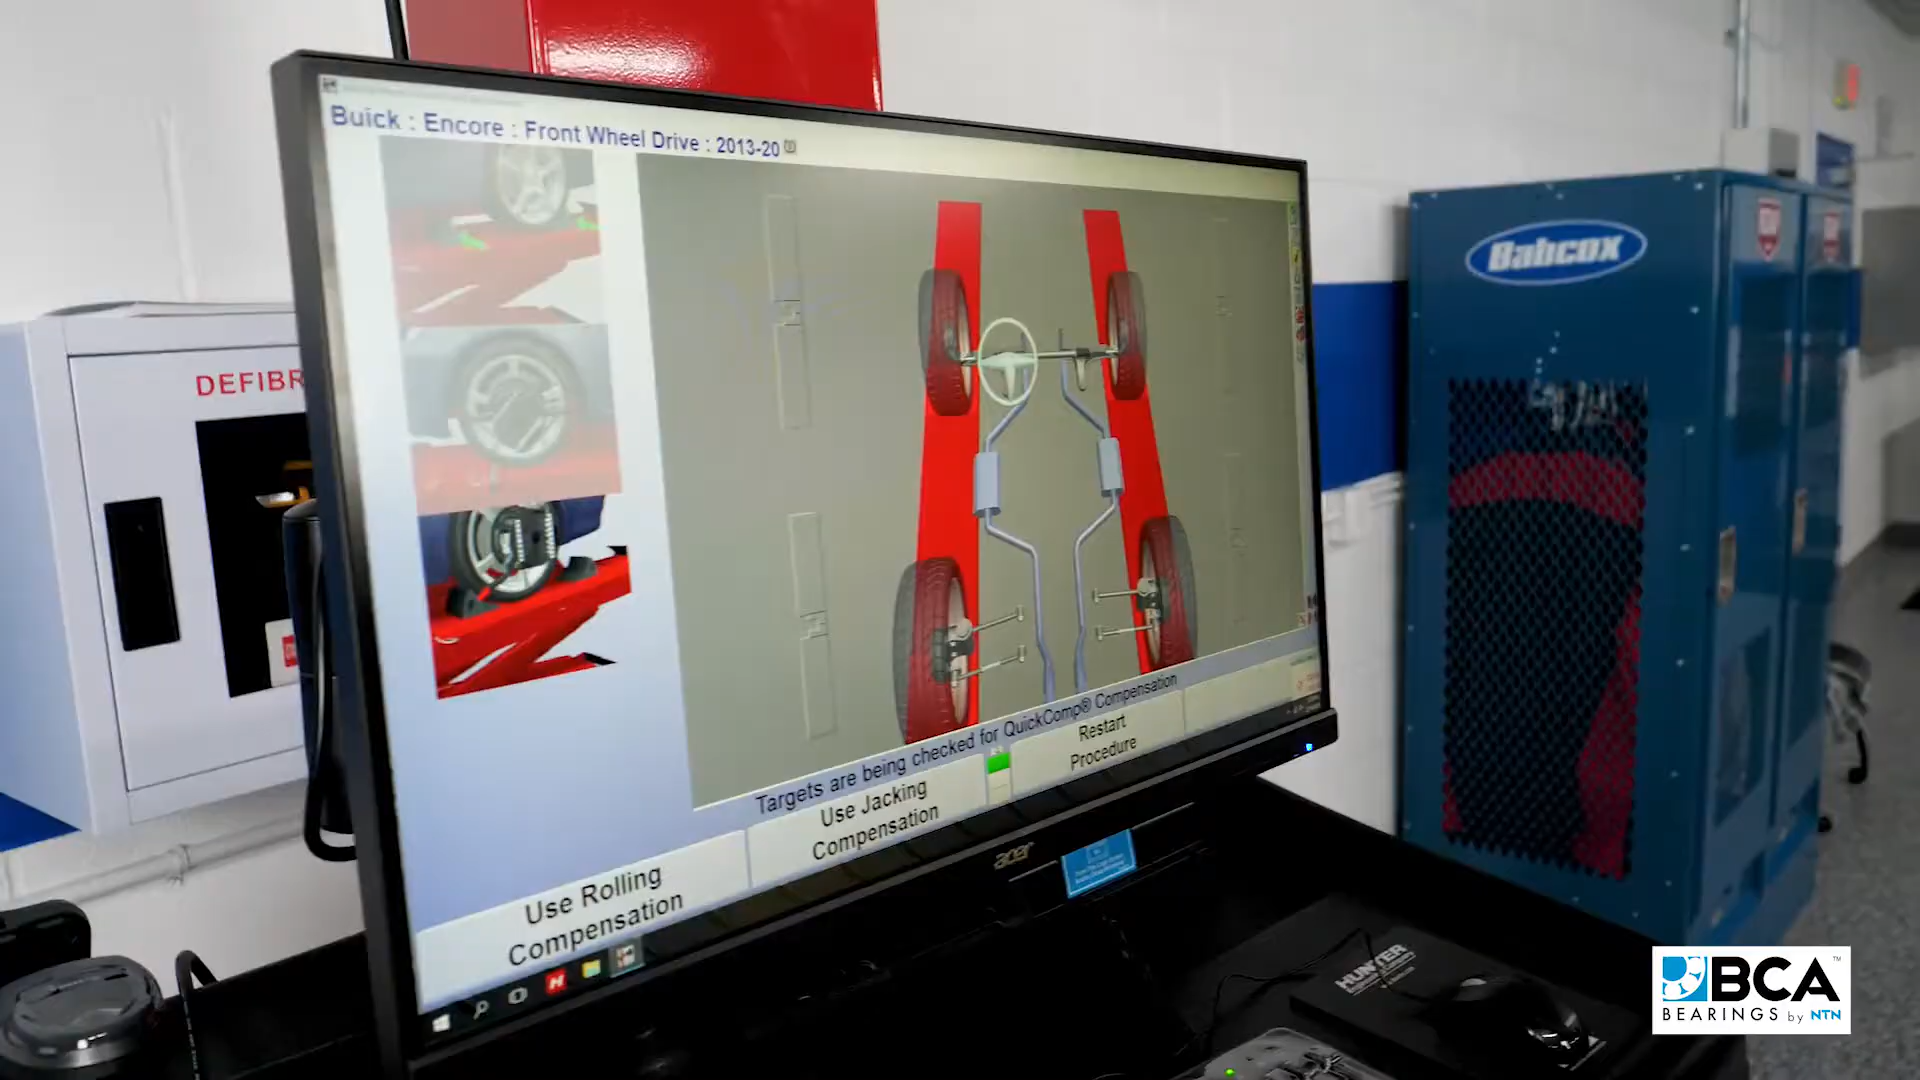 Buick : Encore : Front Wheel Drive : 2013-20
Babcox
DEFIBR
Targets are being checked for QuickComp® Compensation
Use Rolling
Compensation
Use Jacking
Compensation
Restart
Procedure
acer
HUNTER
BCA™
BEARINGS by NTN